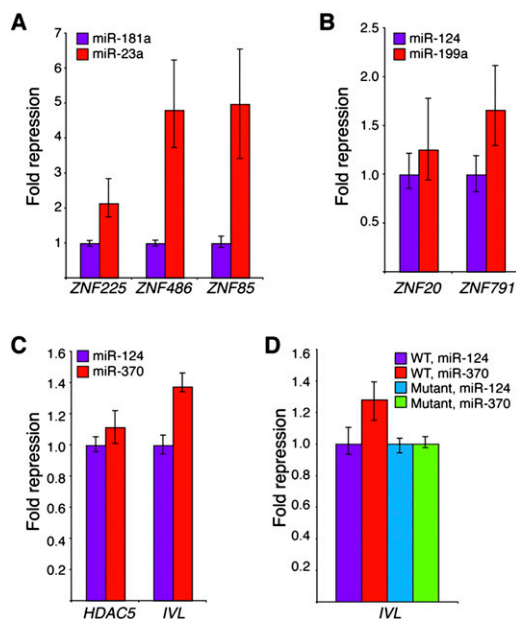 A
miR-181a
miR-23a
Fold repression
7
6
5
4
3
2
1
ZNF225 ZNF486 ZNF85
B
miR-124
miR-199a
Fold repression
2.5
2.0
1.5
1.0
0.5
ZNF20 ZNF791
C
miR-124
miR-370
Fold repression
1.6
1.4
1.2
1.0
0.8
0.6
0.4
0.2
HDAC5 IVL
D
WT, miR-124
WT, miR-370
Mutant, miR-124
Mutant, miR-370
Fold repression
1.6
1.4
1.2
1.0
0.8
0.6
0.4
0.2
IVL